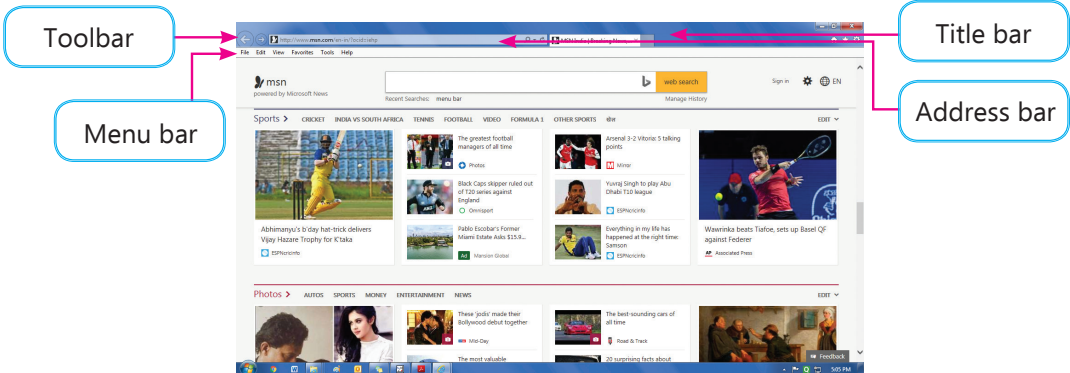 Toolbar
Title bar
Menu bar
Address bar
http://www.msn.com/en-in/?ocid=iehp
File Edit View Favorites Tools Help
msn
powered by Microsoft News
web search
Sign in
EN
Recent Searches: menu bar
Manage History
Sports > CRICKET INDIA VS SOUTH AFRICA TENNIS FOOTBALL VIDEO FORMULA 1 OTHER SPORTS खेल EDIT
The greatest football
managers of all time
Photos
Arsenal 3-2 Vitoria: 5 talking
points
Mirror
Black Caps skipper ruled out
of T20 series against
England
Omnisport
Yuvraj Singh to play Abu
Dhabi T10 league
ESPNcricinfo
Abhimanyu's b'day hat-trick delivers
Vijay Hazare Trophy for K'taka
ESPNcricinfo
Pablo Escobar's Former
Miami Estate Asks $15.9...
Ad Mansion Global
Everything in my life has
happened at the right time:
Samson
ESPNcricinfo
Wawrinka beats Tiafoe, sets up Basel QF
against Federer
AP Associated Press
Photos > AUTOS SPORTS MONEY ENTERTAINMENT NEWS EDIT
These 'jodis' made their
Bollywood debut together
Mid-Day
The best-sounding cars of
all time
Road & Track
The most valuable
20 surprising facts about
Feedback
5:05 PM